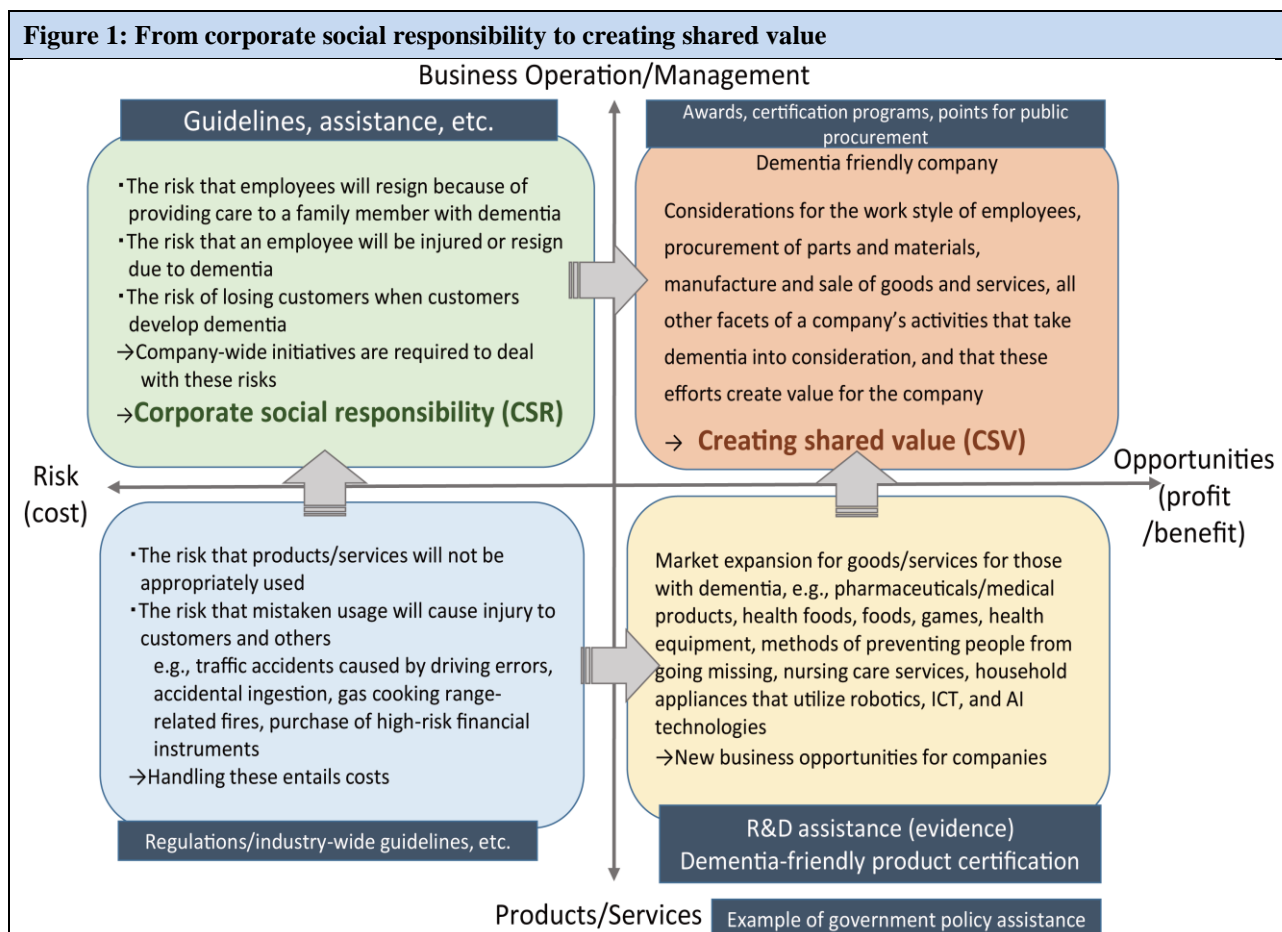 Figure 1: From corporate social responsibility to creating shared value
Business Operation/Management
Guidelines, assistance, etc.
・The risk that employees will resign because of
providing care to a family member with dementia
・The risk that an employee will be injured or resign
due to dementia
・The risk of losing customers when customers
develop dementia
→Company-wide initiatives are required to deal
with these risks
→Corporate social responsibility (CSR)
Awards, certification programs, points for public
procurement
Dementia friendly company
Considerations for the work style of employees,
procurement of parts and materials,
manufacture and sale of goods and services, all
other facets of a company’s activities that take
dementia into consideration, and that these
efforts create value for the company
→ Creating shared value (CSV)
Risk
(cost)
Opportunities
(profit
/benefit)
・The risk that products/services will not be
appropriately used
・The risk that mistaken usage will cause injury to
customers and others
e.g., traffic accidents caused by driving errors,
accidental ingestion, gas cooking range-
related fires, purchase of high-risk financial
instruments
→Handling these entails costs
Regulations/industry-wide guidelines, etc.
Market expansion for goods/services for those
with dementia, e.g., pharmaceuticals/medical
products, health foods, foods, games, health
equipment, methods of preventing people from
going missing, nursing care services, household
appliances that utilize robotics, ICT, and AI
technologies
→New business opportunities for companies
R&D assistance (evidence)
Dementia-friendly product certification
Products/Services
Example of government policy assistance